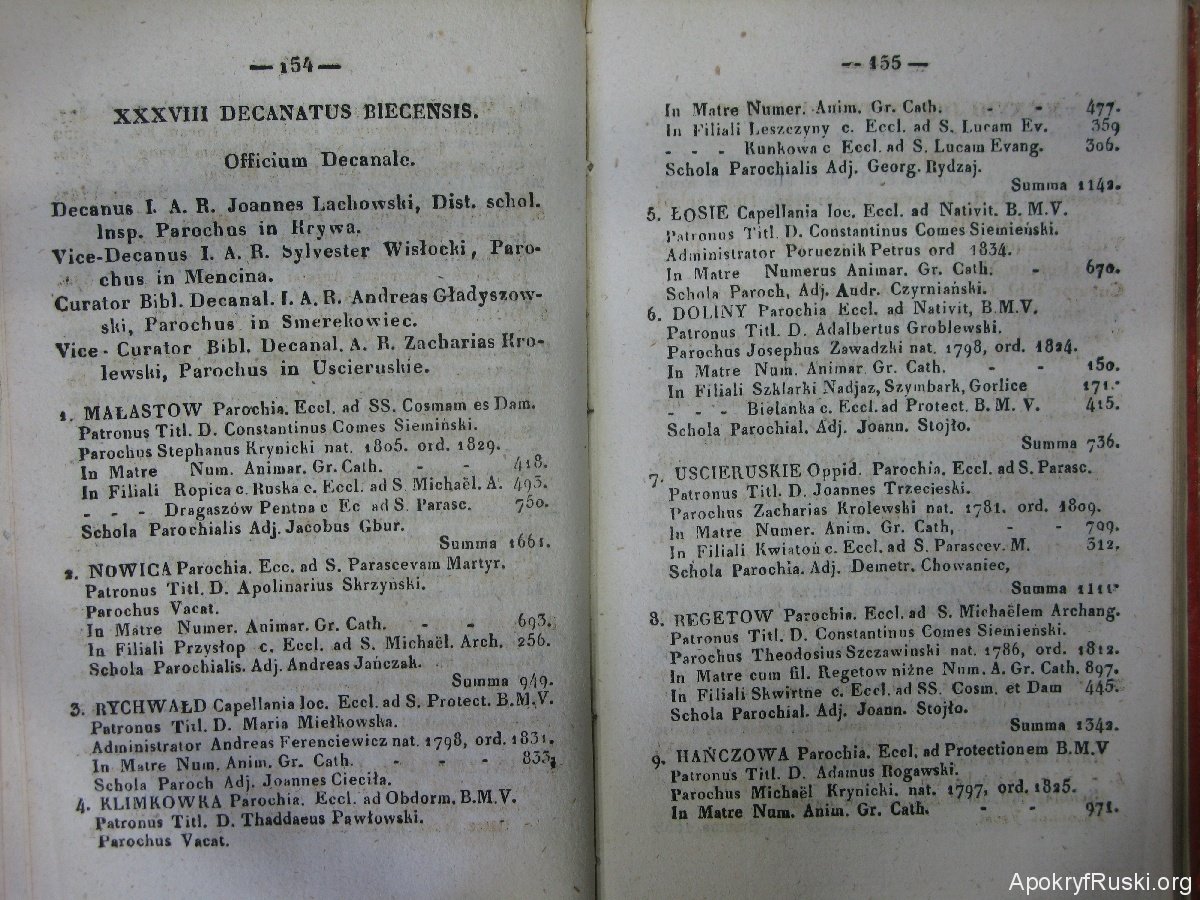 — 154 —
XXXVIII DECANATUS BIECENSIS.
Officium Decanale.
Decanus I. A. R. Joannes Lachowski, Dist. schol.
Insp. Parochus in Krywa.
Vice-Decanus I. A. R. Sylvester Wisłocki, Paro-
chus in Mencina.
Curator Bibl. Decanal. I. A. R. Andreas Gładyszow-
ski, Parochus in Smerekowiec.
Vice - Curator Bibl. Decanal. A. R. Zacharias Kro-
lewski, Parochus in Uscieruskie.
1. MAŁASTOW Parochia. Eccl. ad SS. Cosmam es Dam.
Patronus Titl. D. Constantinus Comes Siemiński.
Parochus Stephanus Krynicki nat. 1805. ord. 1829.
In Matre Num. Animar. Gr. Cath. - - 418.
In Filiali Ropica c. Ruska c. Eccl. ad S. Michaël. A. 493.
- - - Dragaszów Pentna c Ec ad S. Parasc. 750.
Schola Parochialis Adj. Jacobus Gbur.
Summa 1661.
2. NOWICA Parochia. Ecc. ad S. Parascevam Martyr.
Patronus Titl. D. Apolinarius Skrzynski.
Parochus Vacat.
In Matre Numer. Animar. Gr. Cath. - - 693.
In Filiali Przysłop c. Eccl. ad S. Michaël. Arch. 256.
Schola Parochialis. Adj. Andreas Jańczak.
Summa 949.
3. RYCHWAŁD Capellania loc. Eccl. ad S. Protect. B.M.V.
Patronus Titl. D. Maria Miełkowska.
Administrator Andreas Ferenciewicz nat. 1798, ord. 1831.
In Matre Num. Anim. Gr. Cath. - - - 833,
Schola Paroch Adj. Joannes Cieciła.
4. KLIMKOWKA Parochia. Eccl. ad Obdorm. B.M.V.
Patronus Titl. D. Thaddaeus Pawłowski.
Parochus Vacat.
— 155 —
In Matre Numer. Anim. Gr. Cath. - - 477.
In Filiali Leszczyny c. Eccl. ad S. Lucam Ev. 359
- - - Kunkowa c Eccl. ad S. Lucam Evang. 306.
Schola Parochialis Adj. Georg. Rydzaj.
Summa 1142.
5. ŁOSIE Capellania loc. Eccl. ad Nativit. B. M.V.
Patronus Titl. D. Constantinus Comes Siemieński.
Administrator Porucznik Petrus ord 1834.
In Matre Numerus Animar. Gr. Cath. - 670.
Schola Paroch, Adj. Audr. Czyrniański.
6. DOLINY Parochia Eccl. ad Nativit, B.M.V.
Patronus Titl. D. Adalbertus Groblewski.
Parochus Josephus Zawadzki nat. 1798, ord. 1824.
In Matre Num. Animar. Gr. Cath. - - 150.
In Filiali Szklarki Nadjaz, Szymbark, Gorlice 171.
- - - Bielanka c. Eccl. ad Protect. B. M. V. 415.
Schola Parochial. Adj. Joann. Stojło.
Summa 736.
7. USCIERUSKIE Oppid. Parochia. Eccl. ad S. Parasc.
Patronus Titl. D. Joannes Trzecieski.
Parochus Zacharias Krolewski nat. 1781. ord. 1809.
In Matre Numer. Anim. Gr. Cath, - - 799.
In Filiali Kwiatoń c. Eccl. ad S. Parascev. M. 312.
Schola Parochia. Adj. Demetr. Chowaniec,
Summa 1111.
8. REGETOW Parochia. Eccl. ad S. Michaëlem Archang.
Patronus Titl. D. Constantinus Comes Siemieński.
Parochus Theodosius Szczawinski nat. 1786, ord. 1812.
In Matre cum fil. Regetow niżne Num. A. Gr. Cath. 897.
In Filiali Skwirtne c. Eccl. ad SS. Cosm. et Dam 445.
Schola Parochial. Adj. Joann. Stojło.
Summa 1342.
9. HAŃCZOWA Parochia. Eccl. ad Protectionem B.M.V
Patronus Titl. D. Adamus Rogawski.
Parochus Michaël Krynicki. nat. 1797, ord. 1825.
In Matre Num. Anim. Gr. Cath. - - 971.
ApokryfRuski.org